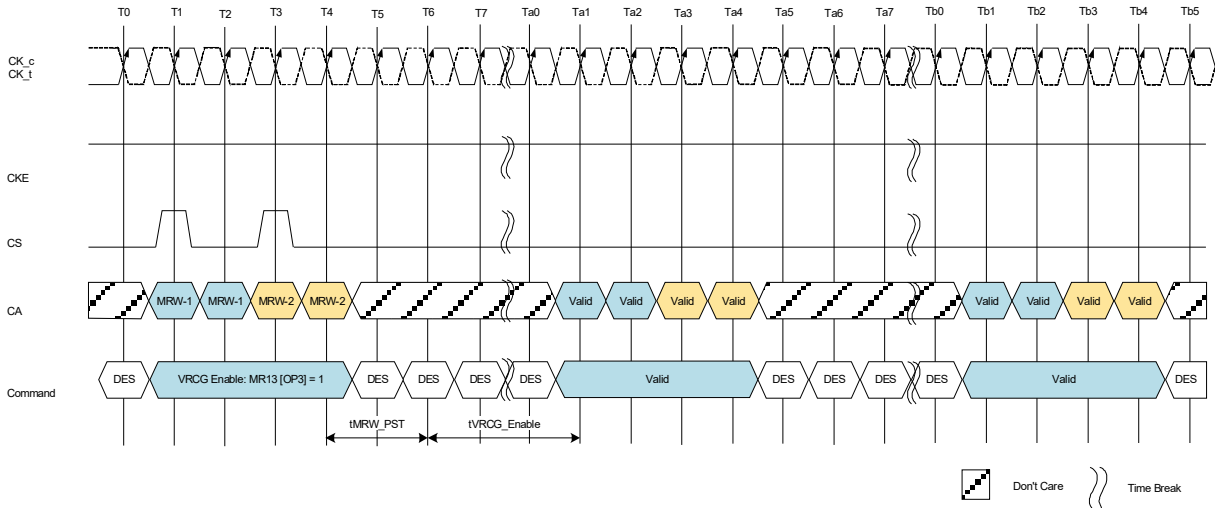 T0 T1 T2 T3 T4 T5 T6 T7 Ta0 Ta1 Ta2 Ta3 Ta4 Ta5 Ta6 Ta7 Tb0 Tb1 Tb2 Tb3 Tb4 Tb5
CK_c
CK_t
CKE
CS
CA MRW-1 MRW-1 MRW-2 MRW-2 Valid Valid Valid Valid Valid Valid Valid Valid
Command DES VRCG Enable: MR13 [OP3] = 1 DES DES DES DES Valid DES DES DES DES Valid DES
tMRW_PST tVRCG_Enable
Don't Care Time Break